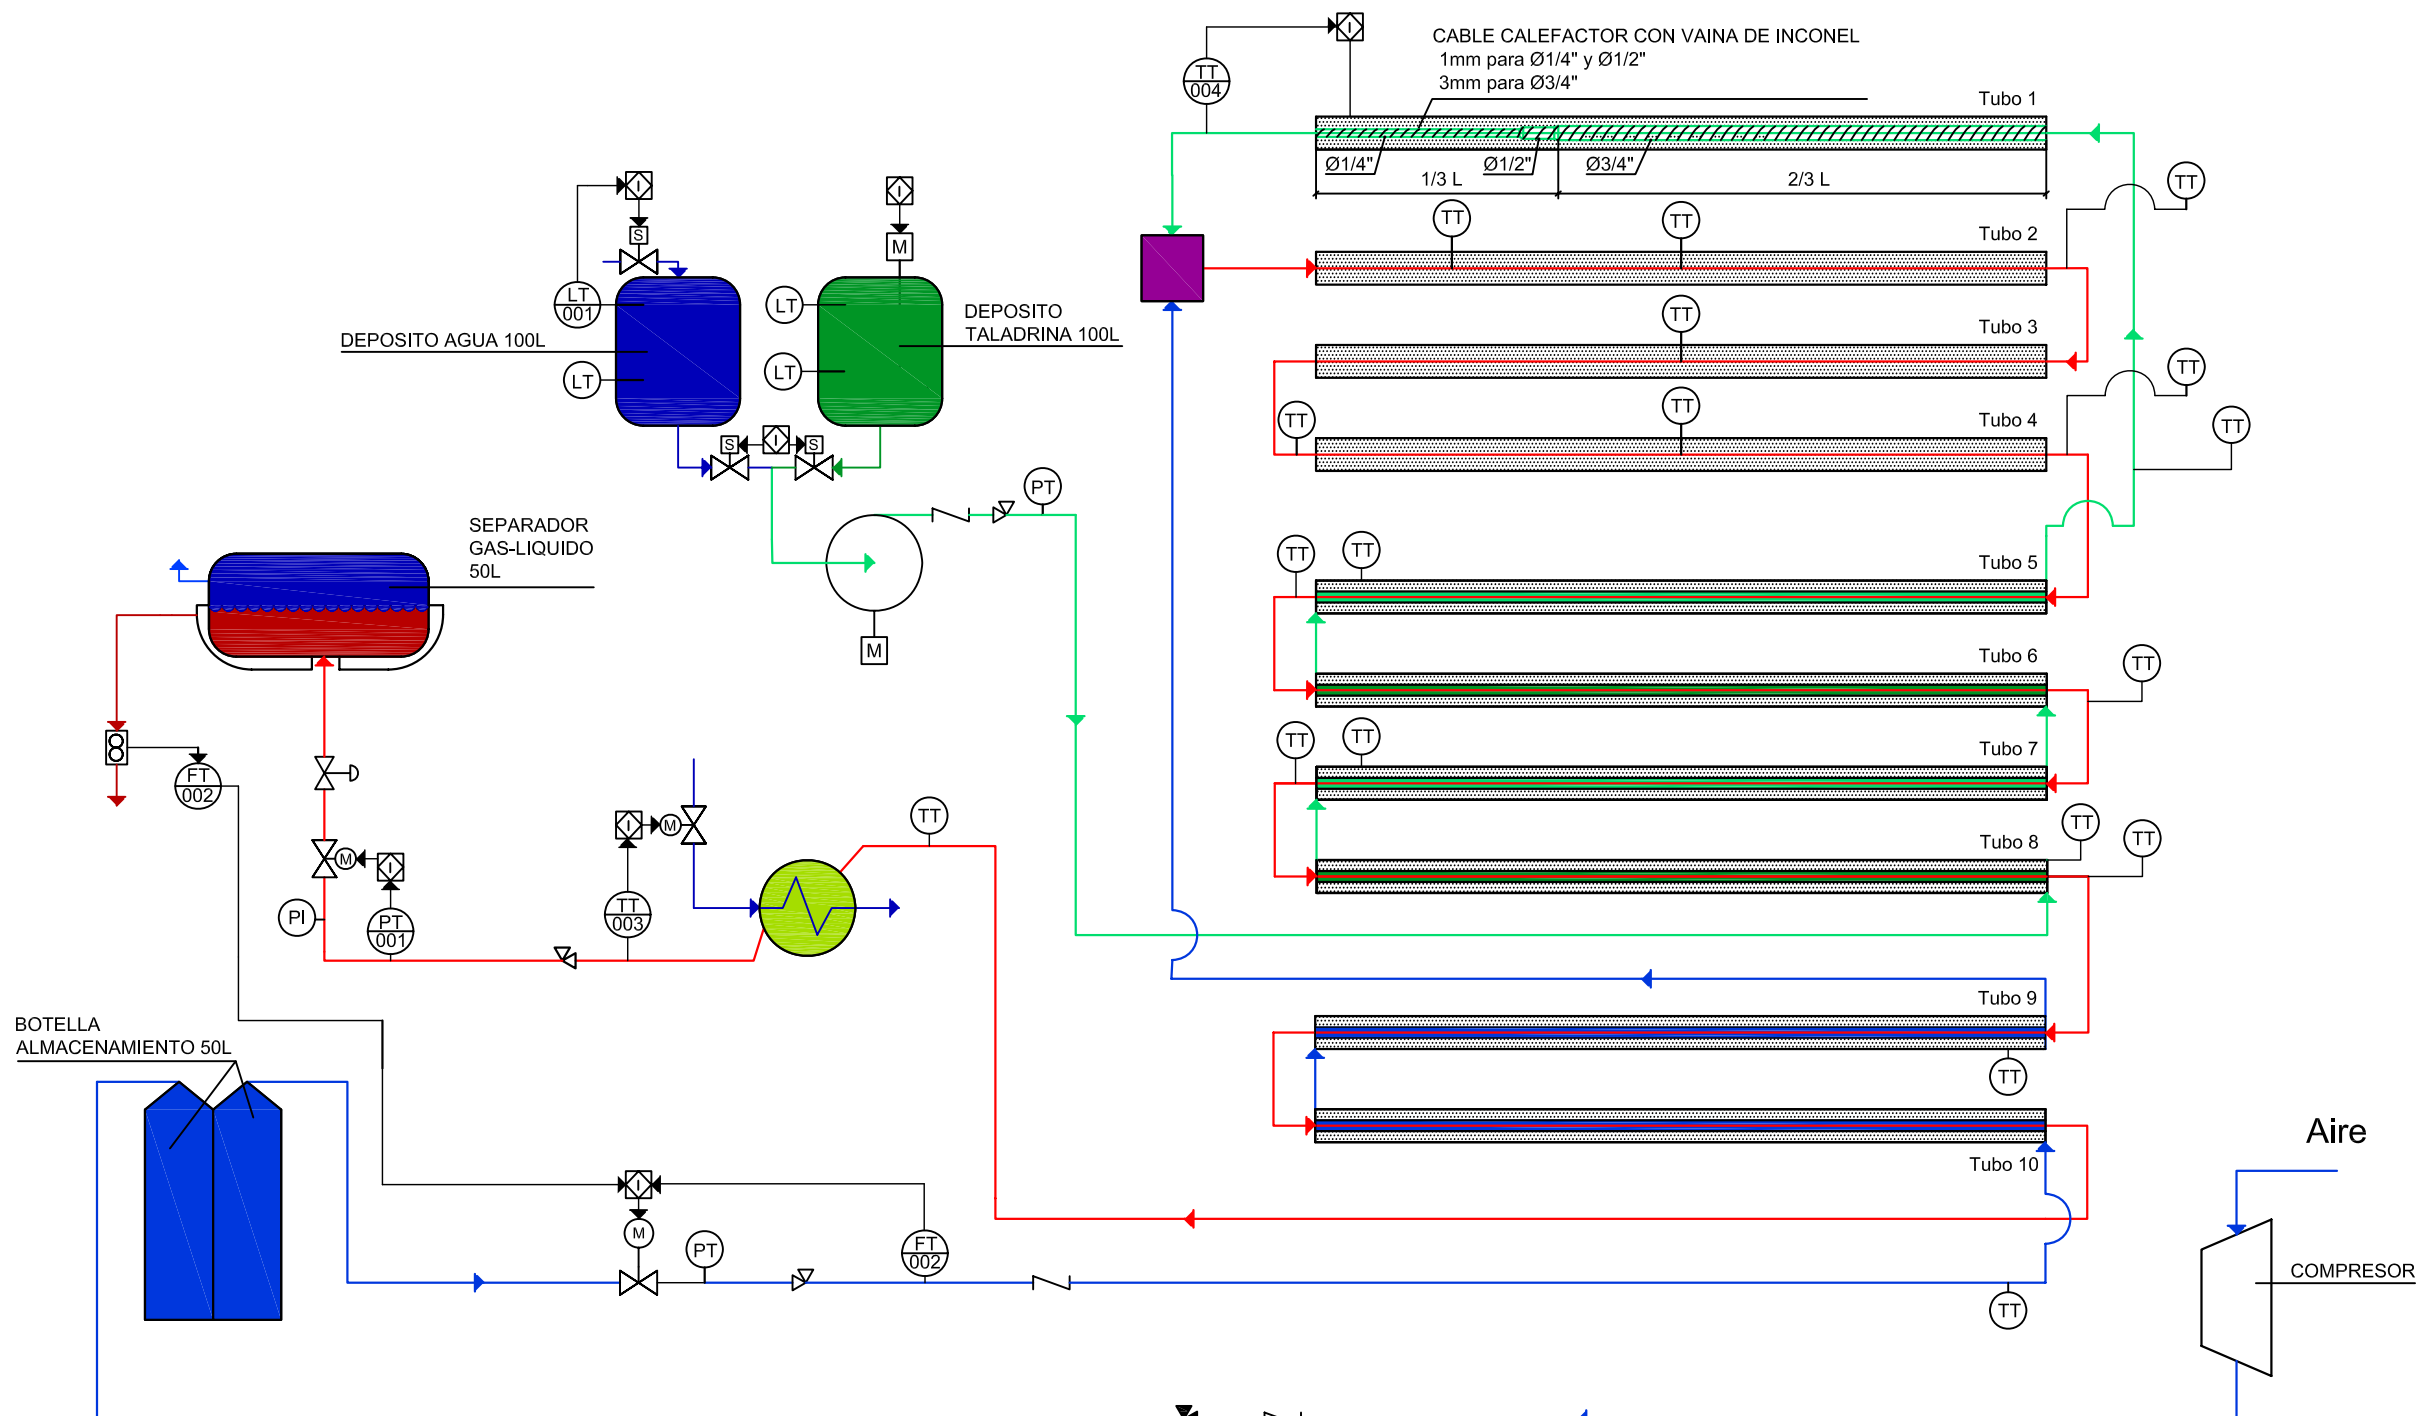 I
TT
004
CABLE CALEFACTOR CON VAINA DE INCONEL
1mm para Ø1/4" y Ø1/2"
3mm para Ø3/4"
Tubo 1
Ø1/4"
Ø1/2"
Ø3/4"
1/3 L
2/3 L
TT
I
S
I
M
TT
TT
Tubo 2
LT
001
LT
DEPOSITO
TALADRINA 100L
DEPOSITO AGUA 100L
LT
LT
TT
Tubo 3
TT
TT
TT
Tubo 4
TT
S
I
S
PT
SEPARADOR
GAS-LIQUIDO
50L
M
TT
TT
Tubo 5
Tubo 6
TT
TT
TT
Tubo 7
FT
002
I
M
TT
Tubo 8
TT
TT
M
I
PI
PT
001
TT
003
Tubo 9
TT
BOTELLA
ALMACENAMIENTO 50L
Tubo 10
Aire
I
M
PT
FT
002
TT
COMPRESOR